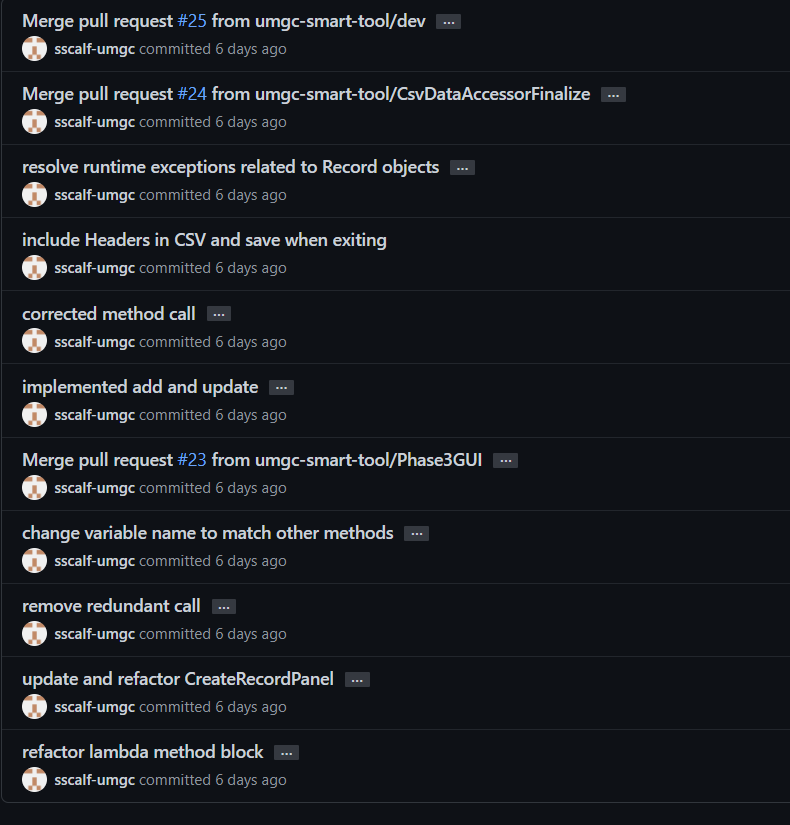 Merge pull request #25 from umgc-smart-tool/dev ...
sscalf-umgc committed 6 days ago
Merge pull request #24 from umgc-smart-tool/CsvDataAccessorFinalize ...
sscalf-umgc committed 6 days ago
resolve runtime exceptions related to Record objects ...
sscalf-umgc committed 6 days ago
include Headers in CSV and save when exiting
sscalf-umgc committed 6 days ago
corrected method call ...
sscalf-umgc committed 6 days ago
implemented add and update ...
sscalf-umgc committed 6 days ago
Merge pull request #23 from umgc-smart-tool/Phase3GUI ...
sscalf-umgc committed 6 days ago
change variable name to match other methods ...
sscalf-umgc committed 6 days ago
remove redundant call ...
sscalf-umgc committed 6 days ago
update and refactor CreateRecordPanel ...
sscalf-umgc committed 6 days ago
refactor lambda method block ...
sscalf-umgc committed 6 days ago